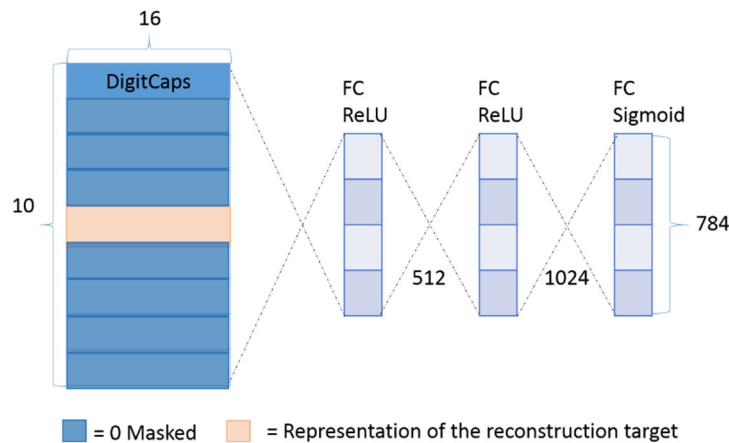 16
DigitCaps
10
FC
ReLU
FC
ReLU
FC
Sigmoid
512
1024
784
= 0 Masked
= Representation of the reconstruction target